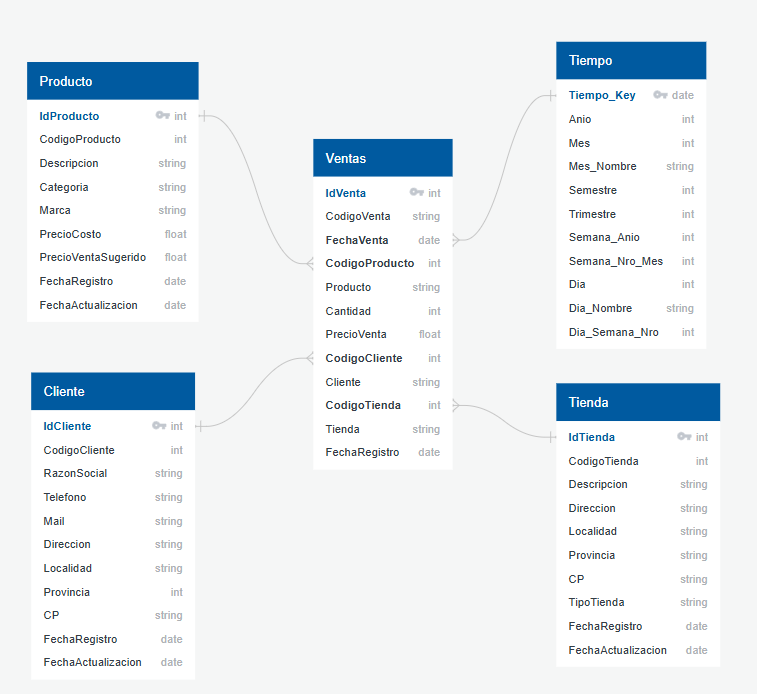 Producto
IdProducto int
CodigoProducto int
Descripcion string
Categoria string
Marca string
PrecioCosto float
PrecioVentaSugerido float
FechaRegistro date
FechaActualizacion date
Cliente
IdCliente int
CodigoCliente int
RazonSocial string
Telefono string
Mail string
Direccion string
Localidad string
Provincia int
CP string
FechaRegistro date
FechaActualizacion date
Ventas
IdVenta int
CodigoVenta string
FechaVenta date
CodigoProducto int
Producto string
Cantidad int
PrecioVenta float
CodigoCliente int
Cliente string
CodigoTienda int
Tienda string
FechaRegistro date
Tiempo
Tiempo_Key date
Anio int
Mes int
Mes_Nombre string
Semestre int
Trimestre int
Semana_Anio int
Semana_Nro_Mes int
Dia int
Dia_Nombre string
Dia_Semana_Nro int
Tienda
IdTienda int
CodigoTienda int
Descripcion string
Direccion string
Localidad string
Provincia string
CP string
TipoTienda string
FechaRegistro date
FechaActualizacion date